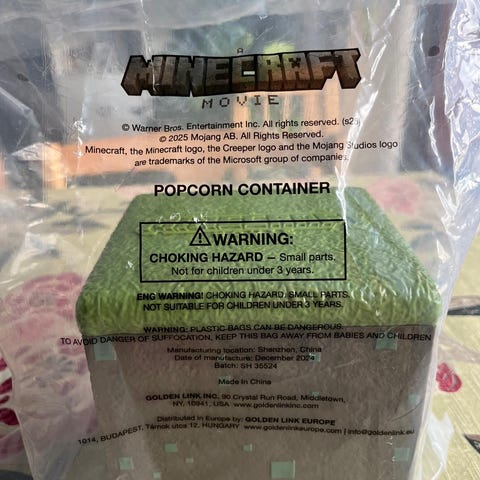 A
MINECRAFT
MOVIE
© Warner Bros. Entertainment Inc. All rights reserved. (s25)
© 2025 Mojang AB. All Rights Reserved.
Minecraft, the Minecraft logo, the Creeper logo and the Mojang Studios logo
are trademarks of the Microsoft group of companies.
POPCORN CONTAINER
⚠WARNING:
CHOKING HAZARD – Small parts.
Not for children under 3 years.
ENG WARNING! CHOKING HAZARD, SMALL PARTS.
NOT SUITABLE FOR CHILDREN UNDER 3 YEARS.
WARNING: PLASTIC BAGS CAN BE DANGEROUS.
TO AVOID DANGER OF SUFFOCATION, KEEP THIS BAG AWAY FROM BABIES AND CHILDREN
Manufacturing location: Shenzhen, China
Date of manufacture: December 2024
Batch: SH 35524
Made In China
GOLDEN LINK INC. 90 Crystal Run Road, Middletown,
NY, 10941, USA www.goldenlinkinc.com
Distributed in Europe by: GOLDEN LINK EUROPE
1014, BUDAPEST, Tárnok utca 12, HUNGARY www.goldenlinkeurope.com | info@goldenlink.eu